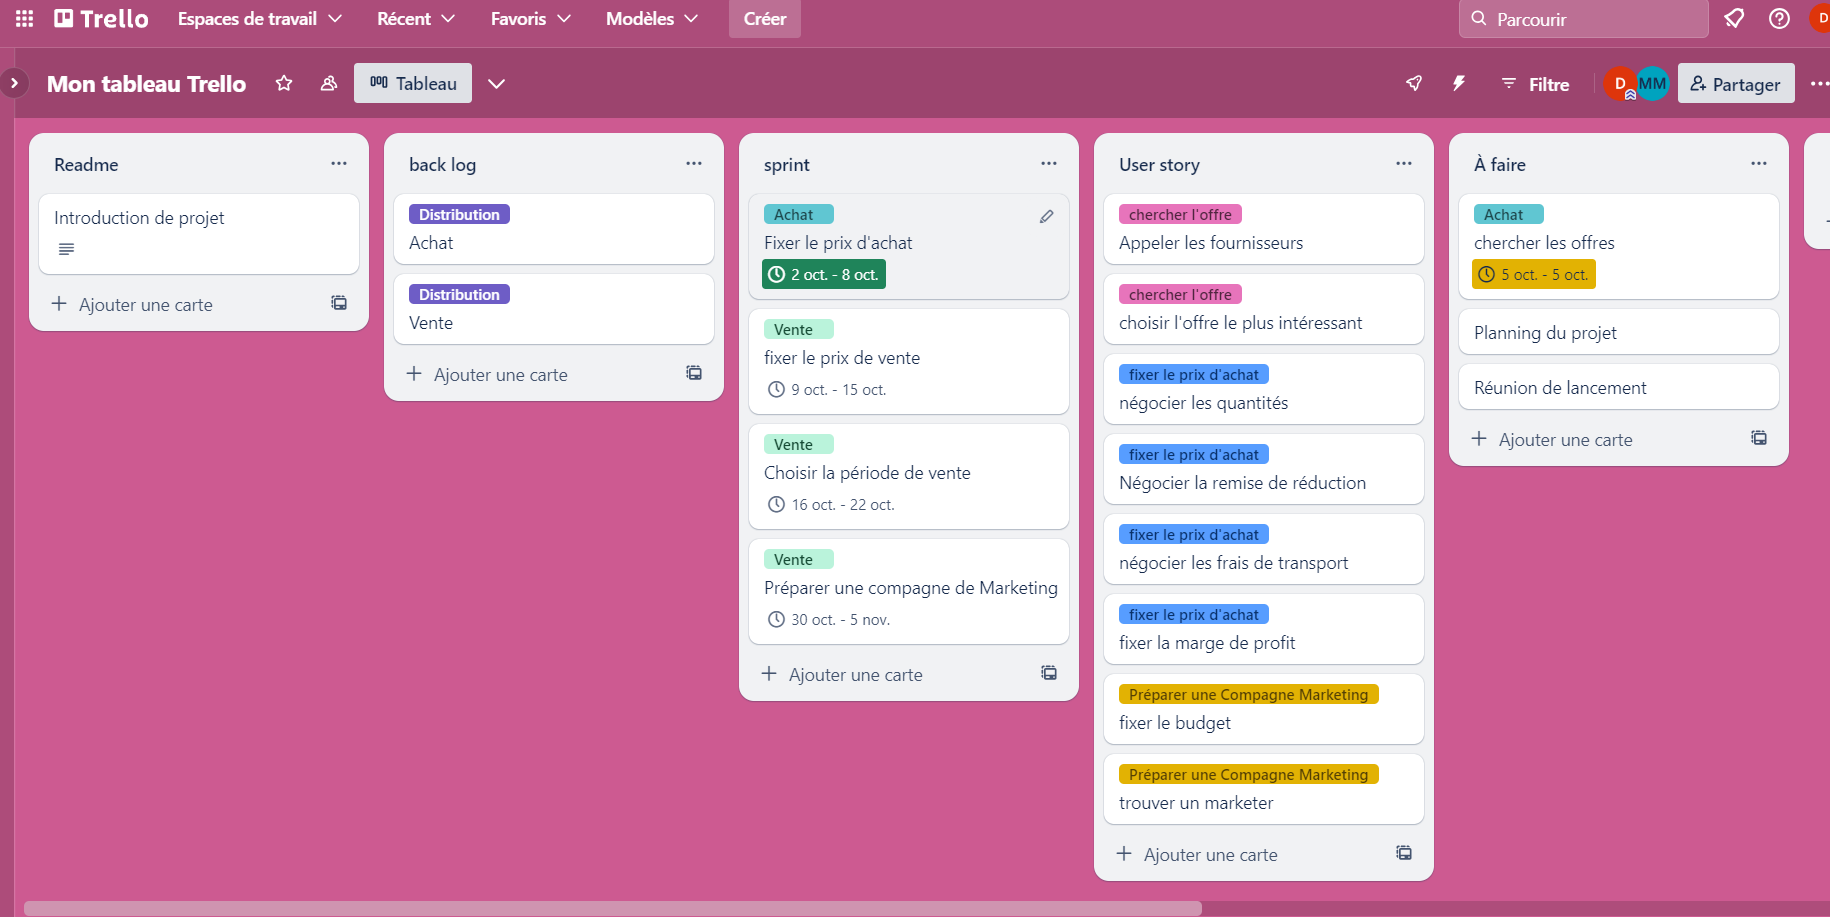 Trello
Espaces de travail
Récent
Favoris
Modèles
Créer
Parcourir
D
Mon tableau Trello
Tableau
Filtre
D
MM
Partager
Readme
Introduction de projet
Ajouter une carte
back log
Distribution
Achat
Distribution
Vente
Ajouter une carte
sprint
Achat
Fixer le prix d'achat
2 oct. - 8 oct.
Vente
fixer le prix de vente
9 oct. - 15 oct.
Vente
Choisir la période de vente
16 oct. - 22 oct.
Vente
Préparer une compagne de Marketing
30 oct. - 5 nov.
Ajouter une carte
User story
chercher l'offre
Appeler les fournisseurs
chercher l'offre
choisir l'offre le plus intéressant
fixer le prix d'achat
négocier les quantités
fixer le prix d'achat
Négocier la remise de réduction
fixer le prix d'achat
négocier les frais de transport
fixer le prix d'achat
fixer la marge de profit
Préparer une Compagne Marketing
fixer le budget
Préparer une Compagne Marketing
trouver un marketer
Ajouter une carte
À faire
Achat
chercher les offres
5 oct. - 5 oct.
Planning du projet
Réunion de lancement
Ajouter une carte